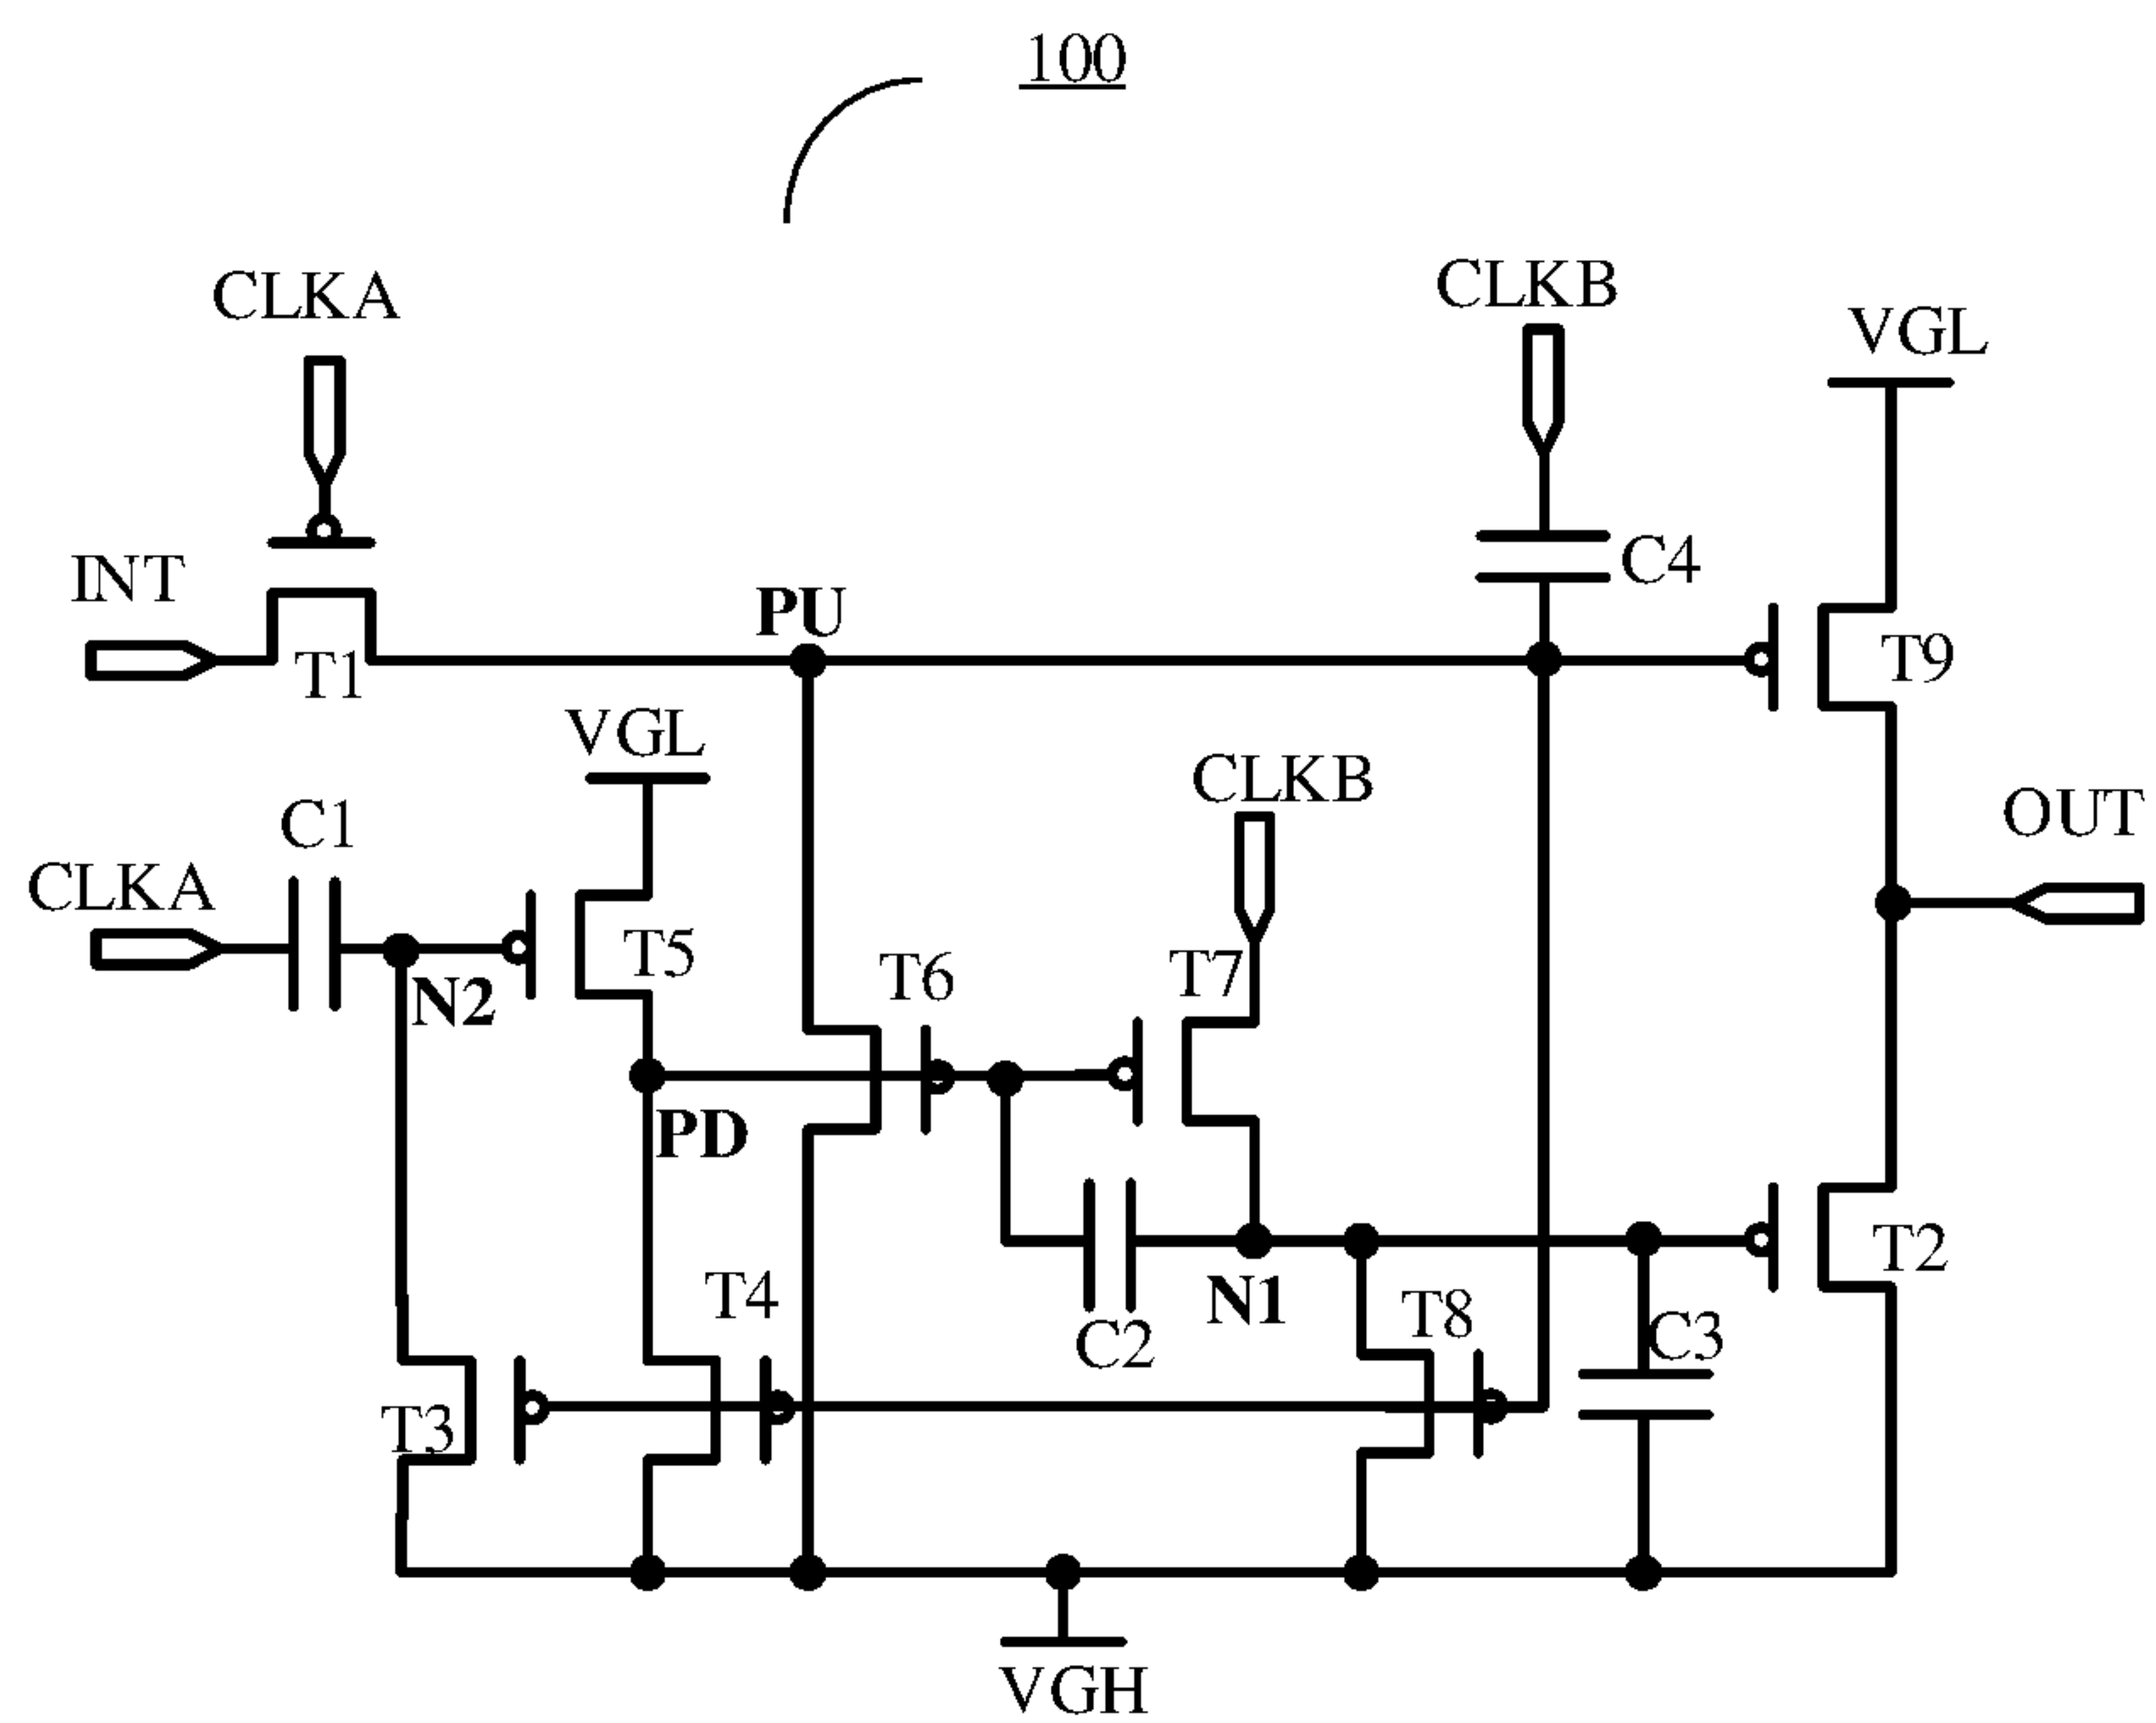 100
CLKA
CLKB
VGL
INT
T1
PU
C4
T9
VGL
CLKB
C1
CLKA
OUT
N2
T5
T6
T7
PD
T4
C2
N1
T8
C3
T2
T3
VGH